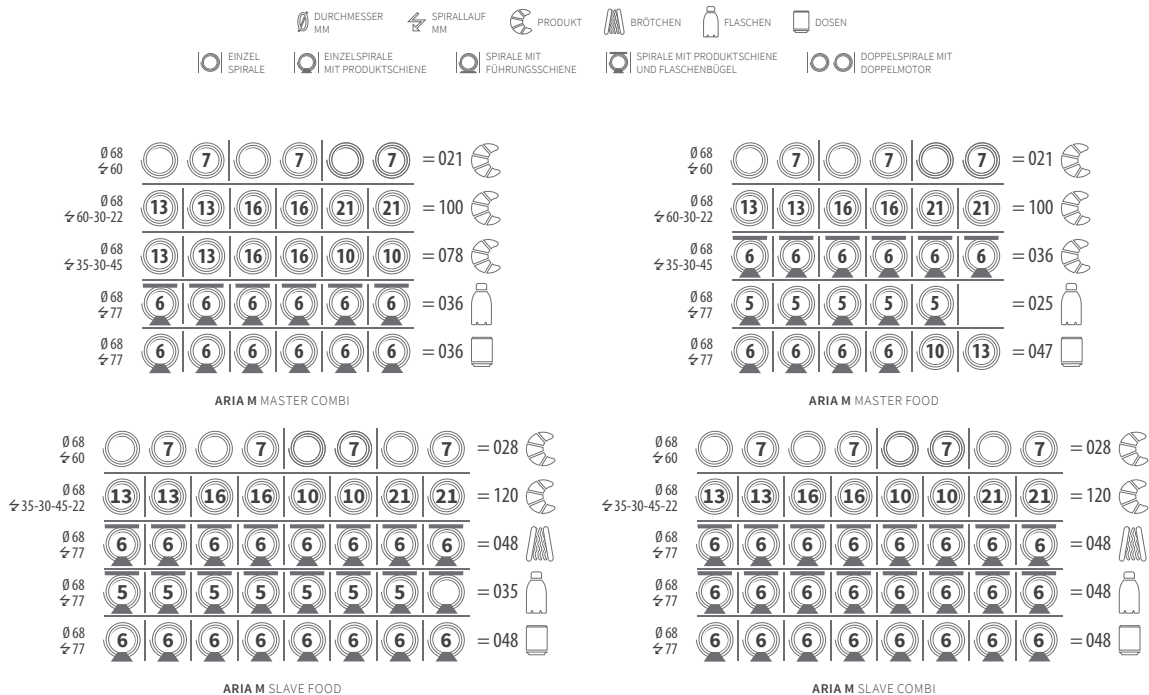 DURCHMESSER
MM
SPIRALLAUF
MM
PRODUKT
BRÖTCHEN
FLASCHEN
DOSEN
EINZEL
SPIRALE
EINZELSPIRALE
MIT PRODUKTSCHIENE
SPIRALE MIT
FÜHRUNGSSCHIENE
SPIRALE MIT PRODUKTSCHIENE
UND FLASCHENBÜGEL
DOPPELSPIRALE MIT
DOPPELMOTOR
Ø 68
60
7 7 7 = 021
Ø 68
60-30-22
13 13 16 16 21 21 = 100
Ø 68
35-30-45
13 13 16 16 10 10 = 078
Ø 68
77
6 6 6 6 6 6 = 036
Ø 68
77
6 6 6 6 6 6 = 036
ARIA M MASTER COMBI
Ø 68
60
7 7 7 = 021
Ø 68
60-30-22
13 13 16 16 21 21 = 100
Ø 68
35-30-45
6 6 6 6 6 6 = 036
Ø 68
77
5 5 5 5 5 = 025
Ø 68
77
6 6 6 6 10 13 = 047
ARIA M MASTER FOOD
Ø 68
60
7 7 7 7 = 028
Ø 68
35-30-45-22
13 13 16 16 10 10 21 21 = 120
Ø 68
77
6 6 6 6 6 6 6 6 = 048
Ø 68
77
5 5 5 5 5 5 5 = 035
Ø 68
77
6 6 6 6 6 6 6 6 = 048
ARIA M SLAVE FOOD
Ø 68
60
7 7 7 7 = 028
Ø 68
35-30-45-22
13 13 16 16 10 10 21 21 = 120
Ø 68
77
6 6 6 6 6 6 6 6 = 048
Ø 68
77
6 6 6 6 6 6 6 6 = 048
Ø 68
77
6 6 6 6 6 6 6 6 = 048
ARIA M SLAVE COMBI